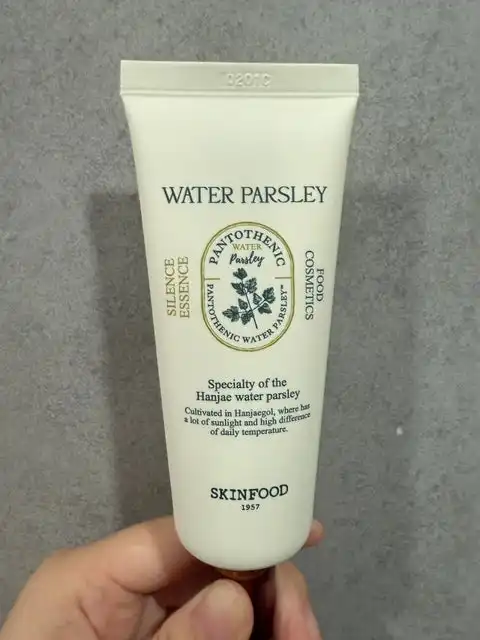 WATER PARSLEY
PANTOTHENIC
WATER
Parsley
PANTOTHENIC WATER PARSLEY™
SILENCE
ESSENCE
FOOD
COSMETICS
Specialty of the
Hanjae water parsley
Cultivated in Hanjaegol, where has
a lot of sunlight and high difference
of daily temperature.
SKINFOOD
1957